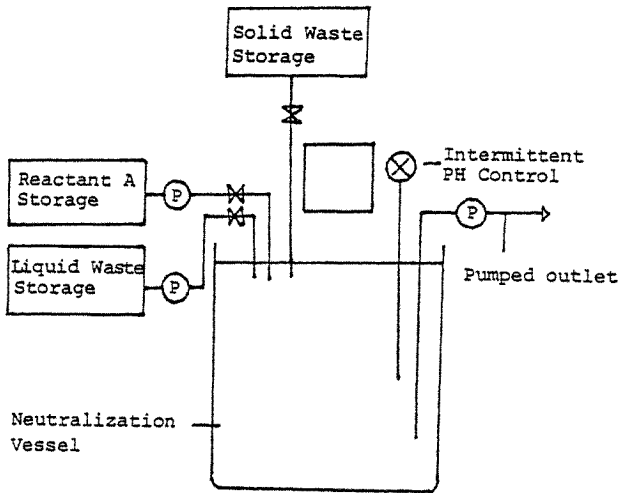 Solid Waste
Storage
Reactant A
Storage
P
Intermittent
PH Control
P
Liquid Waste
Storage
P
Pumped outlet
Neutralization
Vessel